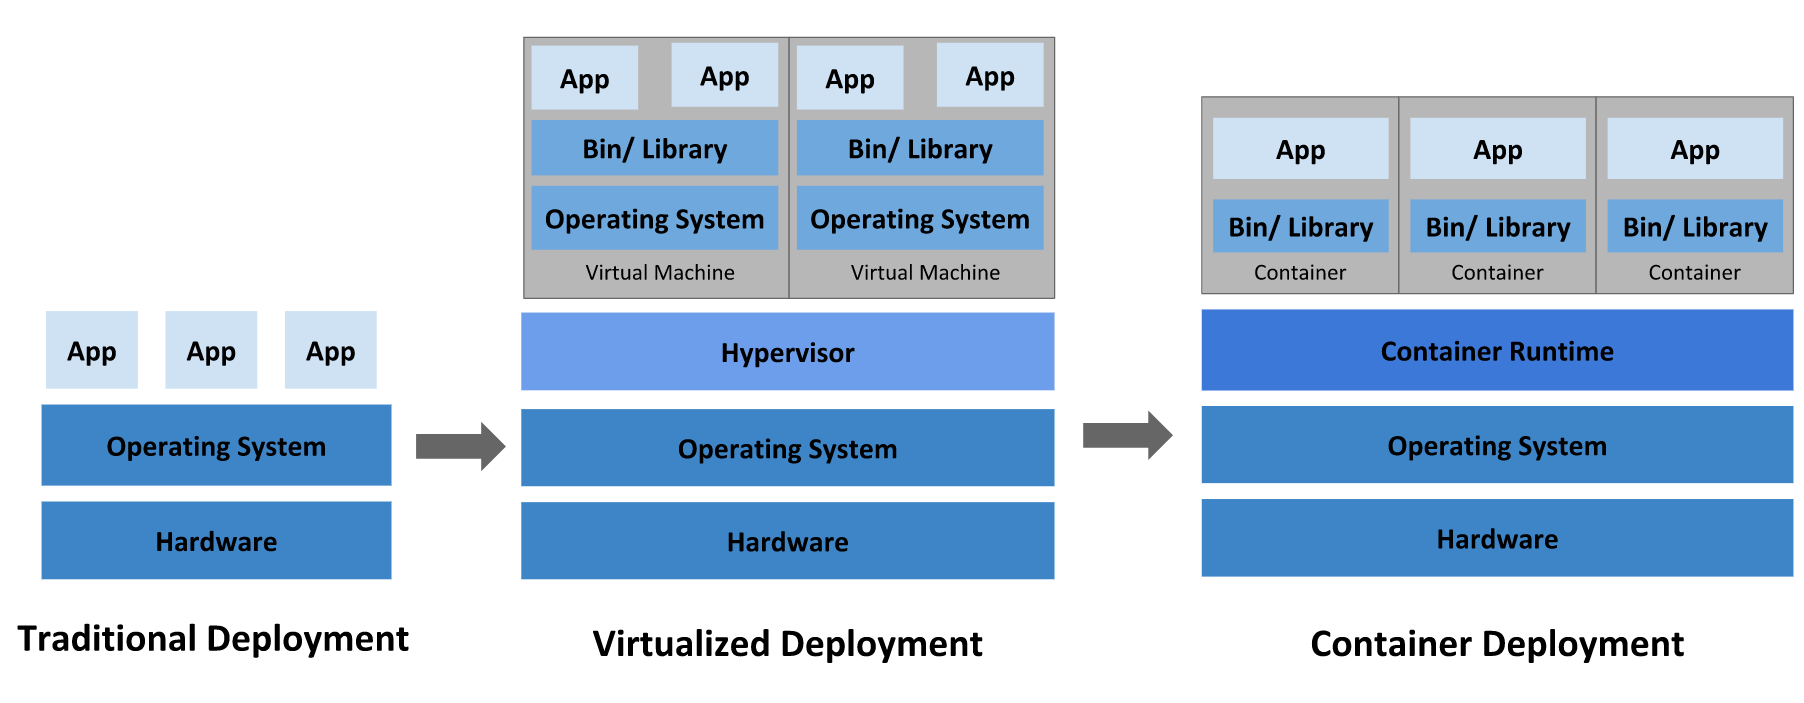 App App App
Operating System
Hardware
Traditional Deployment
App App App App
Bin/ Library Bin/ Library
Operating System Operating System
Virtual Machine Virtual Machine
Hypervisor
Operating System
Hardware
Virtualized Deployment
App App App
Bin/ Library Bin/ Library Bin/ Library
Container Container Container
Container Runtime
Operating System
Hardware
Container Deployment